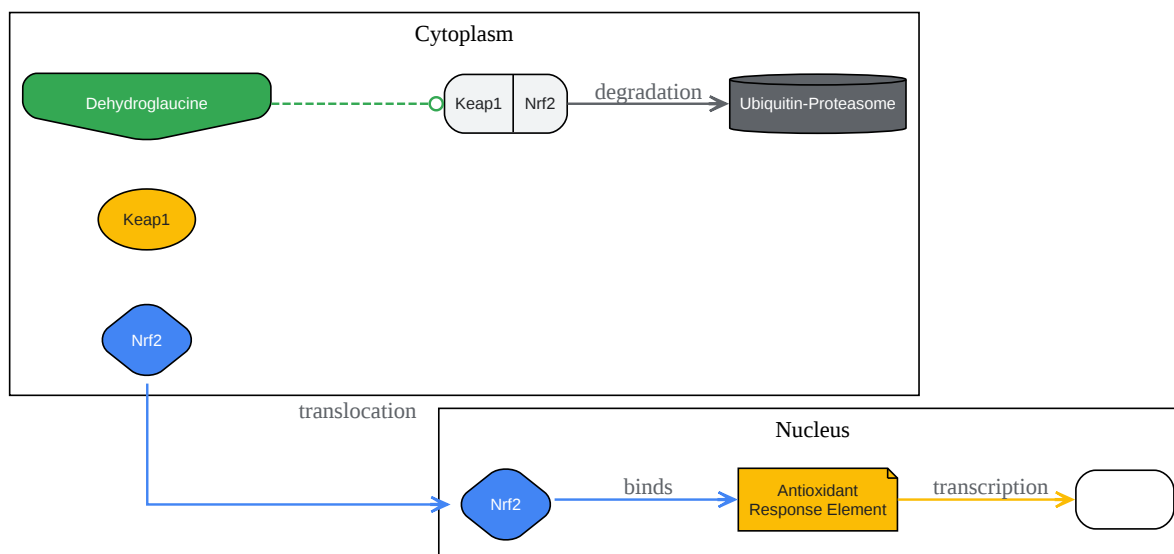 Cytoplasm
Dehydroglaucine
Keap1
Nrf2
degradation
Ubiquitin-Proteasome
Keap1
Nrf2
translocation
Nucleus
Nrf2
binds
Antioxidant
Response Element
transcription